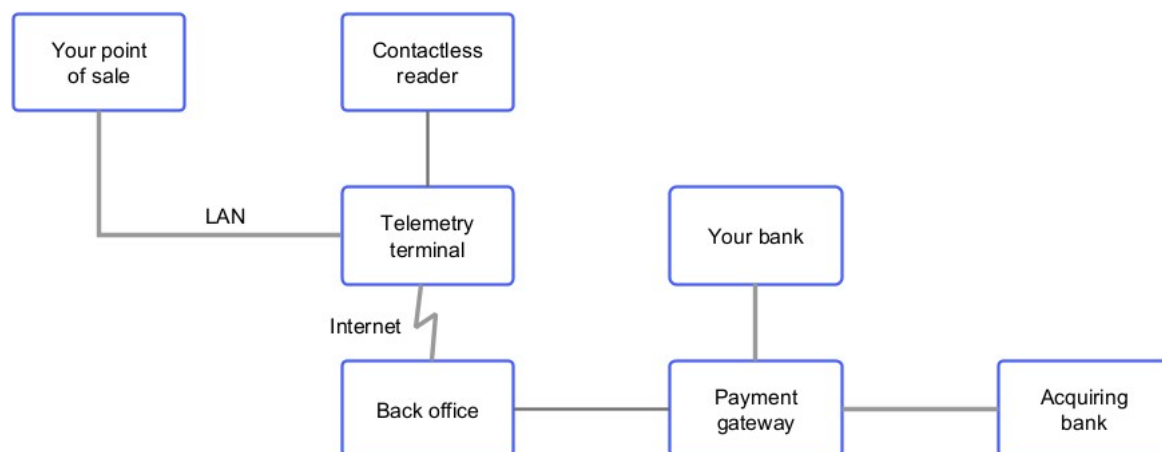 Your point
of sale
Contactless
reader
LAN
Telemetry
terminal
Your bank
Internet
Back office
Payment
gateway
Acquiring
bank